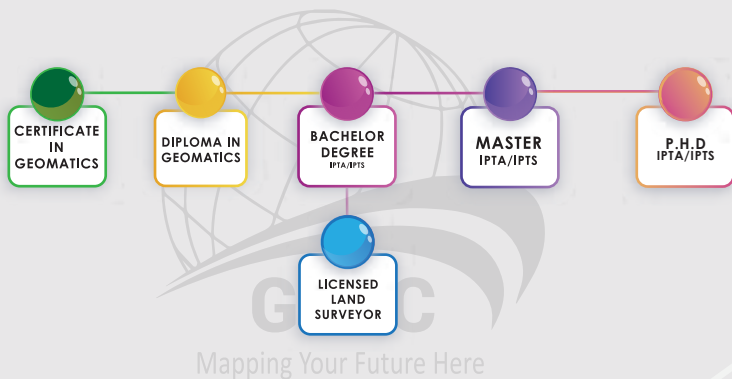 CERTIFICATE
IN
GEOMATICS
DIPLOMA IN
GEOMATICS
BACHELOR
DEGREE
IPTA/IPTS
MASTER
IPTA/IPTS
P.H.D
IPTA/IPTS
LICENSED
LAND
SURVEYOR
Mapping Your Future Here